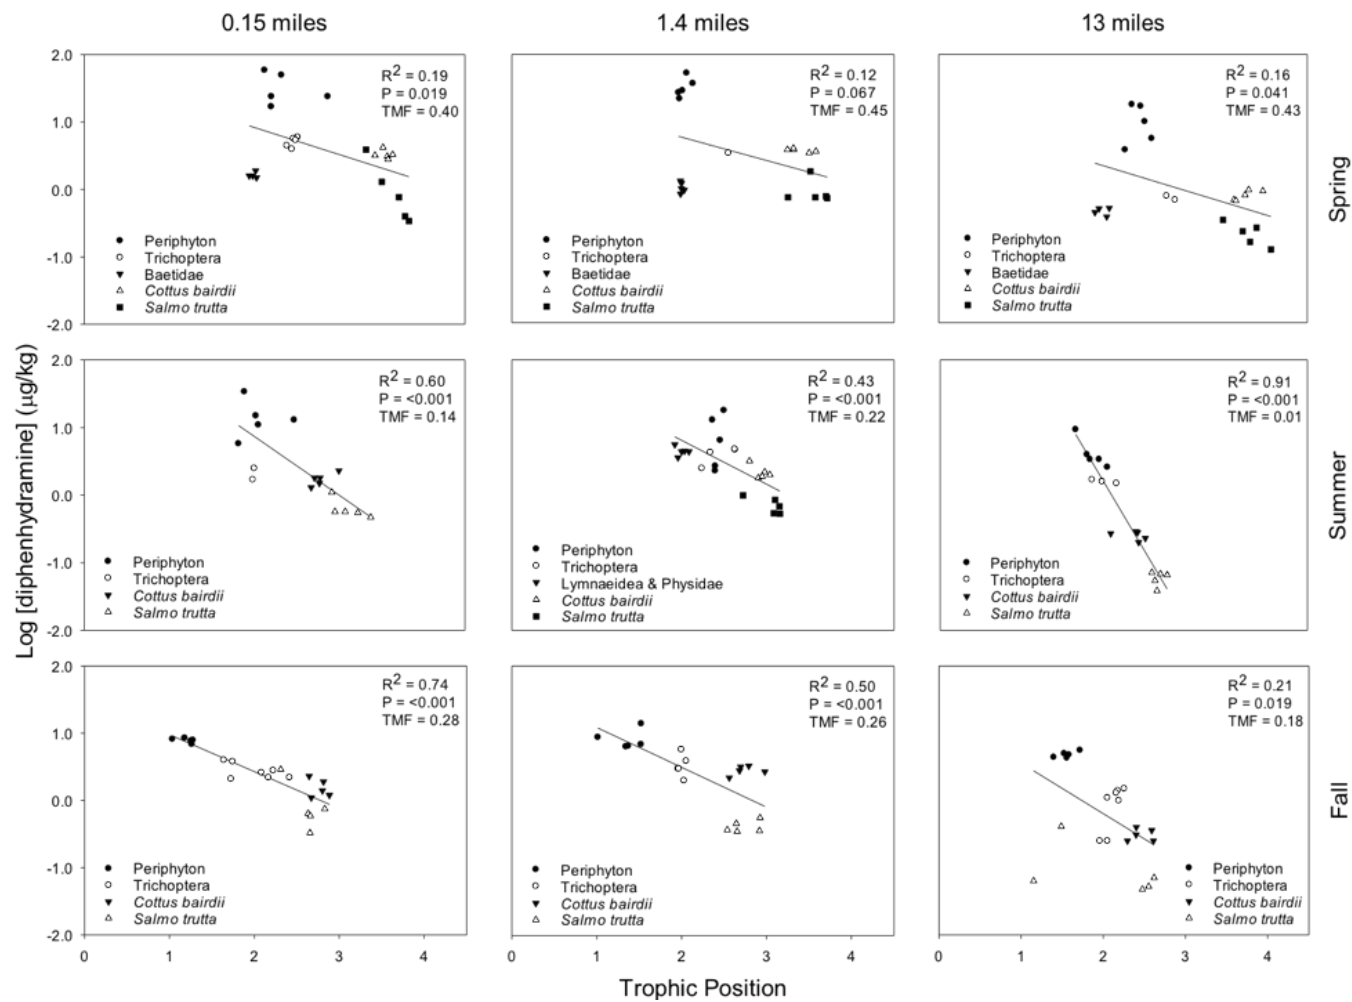 0.15 miles
1.4 miles
13 miles
2.0
1.0
0.0
-1.0
-2.0
R2 = 0.19
P = 0.019
TMF = 0.40
Periphyton
Trichoptera
Baetidae
Cottus bairdii
Salmo trutta
R2 = 0.12
P = 0.067
TMF = 0.45
Periphyton
Trichoptera
Baetidae
Cottus bairdii
Salmo trutta
R2 = 0.16
P = 0.041
TMF = 0.43
Periphyton
Trichoptera
Baetidae
Cottus bairdii
Salmo trutta
Spring
Log [diphenhydramine] (µg/kg)
2.0
1.0
0.0
-1.0
-2.0
R2 = 0.60
P = <0.001
TMF = 0.14
Periphyton
Trichoptera
Cottus bairdii
Salmo trutta
R2 = 0.43
P = <0.001
TMF = 0.22
Periphyton
Trichoptera
Lymnaeidea & Physidae
Cottus bairdii
Salmo trutta
R2 = 0.91
P = <0.001
TMF = 0.01
Periphyton
Trichoptera
Cottus bairdii
Salmo trutta
Summer
2.0
1.0
0.0
-1.0
-2.0
R2 = 0.74
P = <0.001
TMF = 0.28
Periphyton
Trichoptera
Cottus bairdii
Salmo trutta
0 1 2 3 4
R2 = 0.50
P = <0.001
TMF = 0.26
Periphyton
Trichoptera
Cottus bairdii
Salmo trutta
0 1 2 3 4
R2 = 0.21
P = 0.019
TMF = 0.18
Periphyton
Trichoptera
Cottus bairdii
Salmo trutta
0 1 2 3 4
Fall
Trophic Position